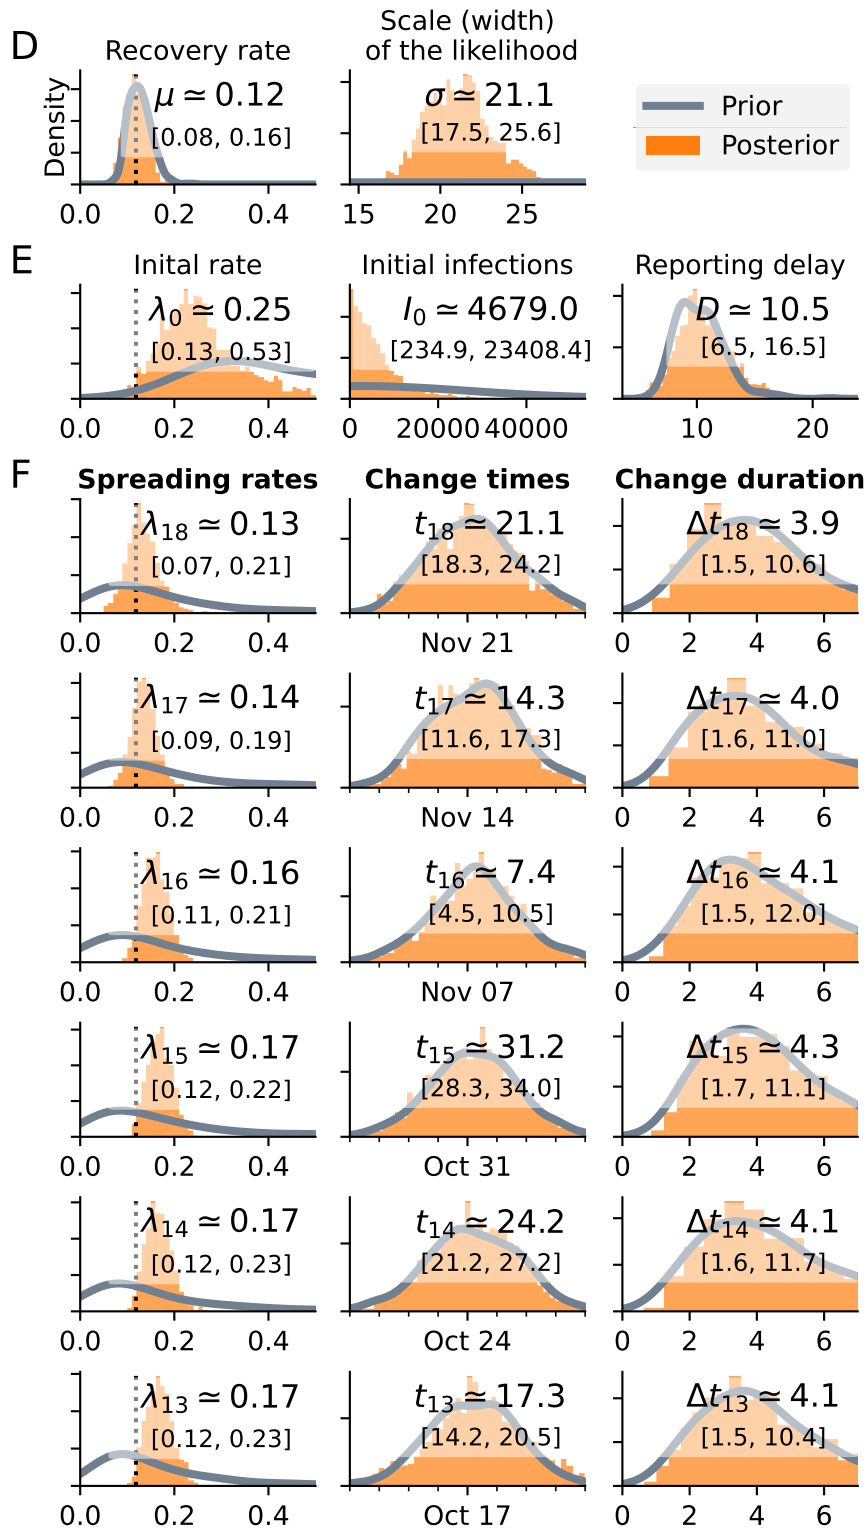 D
Recovery rate
Scale (width)
of the likelihood
Density
μ ≃ 0.12
[0.08, 0.16]
σ ≃ 21.1
[17.5, 25.6]
Prior
Posterior
0.0 0.2 0.4
15 20 25
E
Inital rate
Initial infections
Reporting delay
λ0 ≃ 0.25
[0.13, 0.53]
I0 ≃ 4679.0
[234.9, 23408.4]
D ≃ 10.5
[6.5, 16.5]
0.0 0.2 0.4
0 20000 40000
10 20
F
Spreading rates
Change times
Change duration
λ18 ≃ 0.13
[0.07, 0.21]
t18 ≃ 21.1
[18.3, 24.2]
Δt18 ≃ 3.9
[1.5, 10.6]
0.0 0.2 0.4
Nov 21
0 2 4 6
λ17 ≃ 0.14
[0.09, 0.19]
t17 ≃ 14.3
[11.6, 17.3]
Δt17 ≃ 4.0
[1.6, 11.0]
0.0 0.2 0.4
Nov 14
0 2 4 6
λ16 ≃ 0.16
[0.11, 0.21]
t16 ≃ 7.4
[4.5, 10.5]
Δt16 ≃ 4.1
[1.5, 12.0]
0.0 0.2 0.4
Nov 07
0 2 4 6
λ15 ≃ 0.17
[0.12, 0.22]
t15 ≃ 31.2
[28.3, 34.0]
Δt15 ≃ 4.3
[1.7, 11.1]
0.0 0.2 0.4
Oct 31
0 2 4 6
λ14 ≃ 0.17
[0.12, 0.23]
t14 ≃ 24.2
[21.2, 27.2]
Δt14 ≃ 4.1
[1.6, 11.7]
0.0 0.2 0.4
Oct 24
0 2 4 6
λ13 ≃ 0.17
[0.12, 0.23]
t13 ≃ 17.3
[14.2, 20.5]
Δt13 ≃ 4.1
[1.5, 10.4]
0.0 0.2 0.4
Oct 17
0 2 4 6